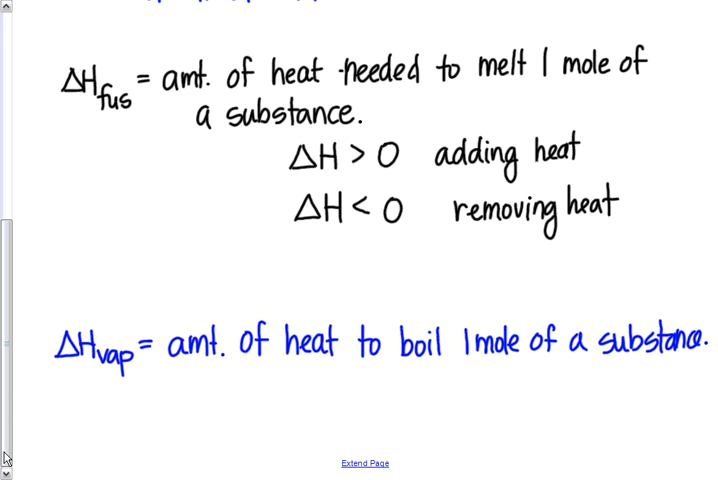 ΔHfus = amt. of heat needed to melt 1 mole of
a substance.
ΔH > 0 adding heat
ΔH < 0 removing heat
ΔHvap = amt. of heat to boil 1 mole of a substance.
Extend Page